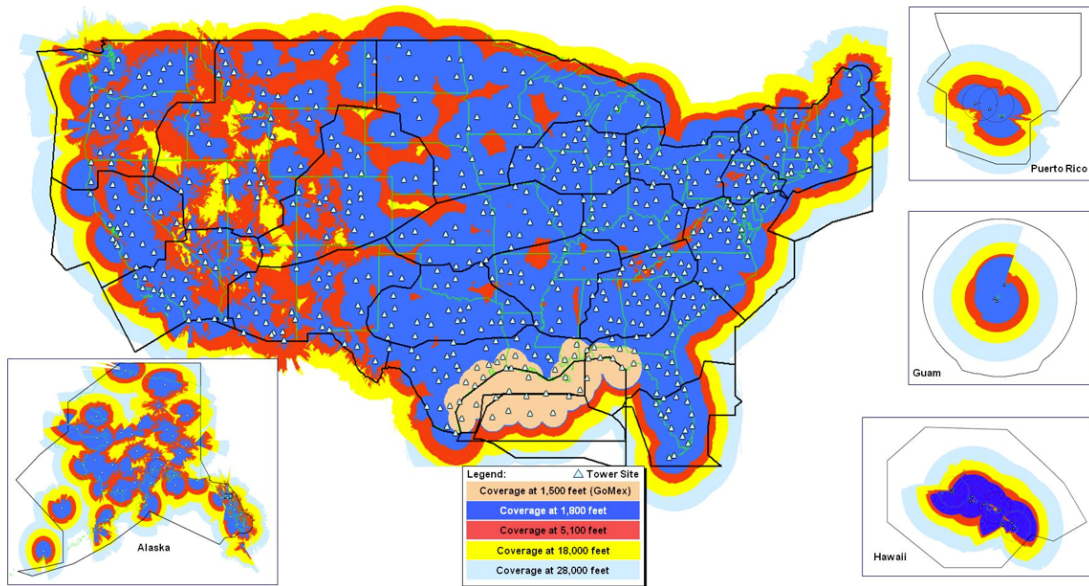 Puerto Rico
Guam
Alaska
Hawaii
Legend: Tower Site
Coverage at 1,500 feet (GoMex)
Coverage at 1,800 feet
Coverage at 5,100 feet
Coverage at 18,000 feet
Coverage at 28,000 feet